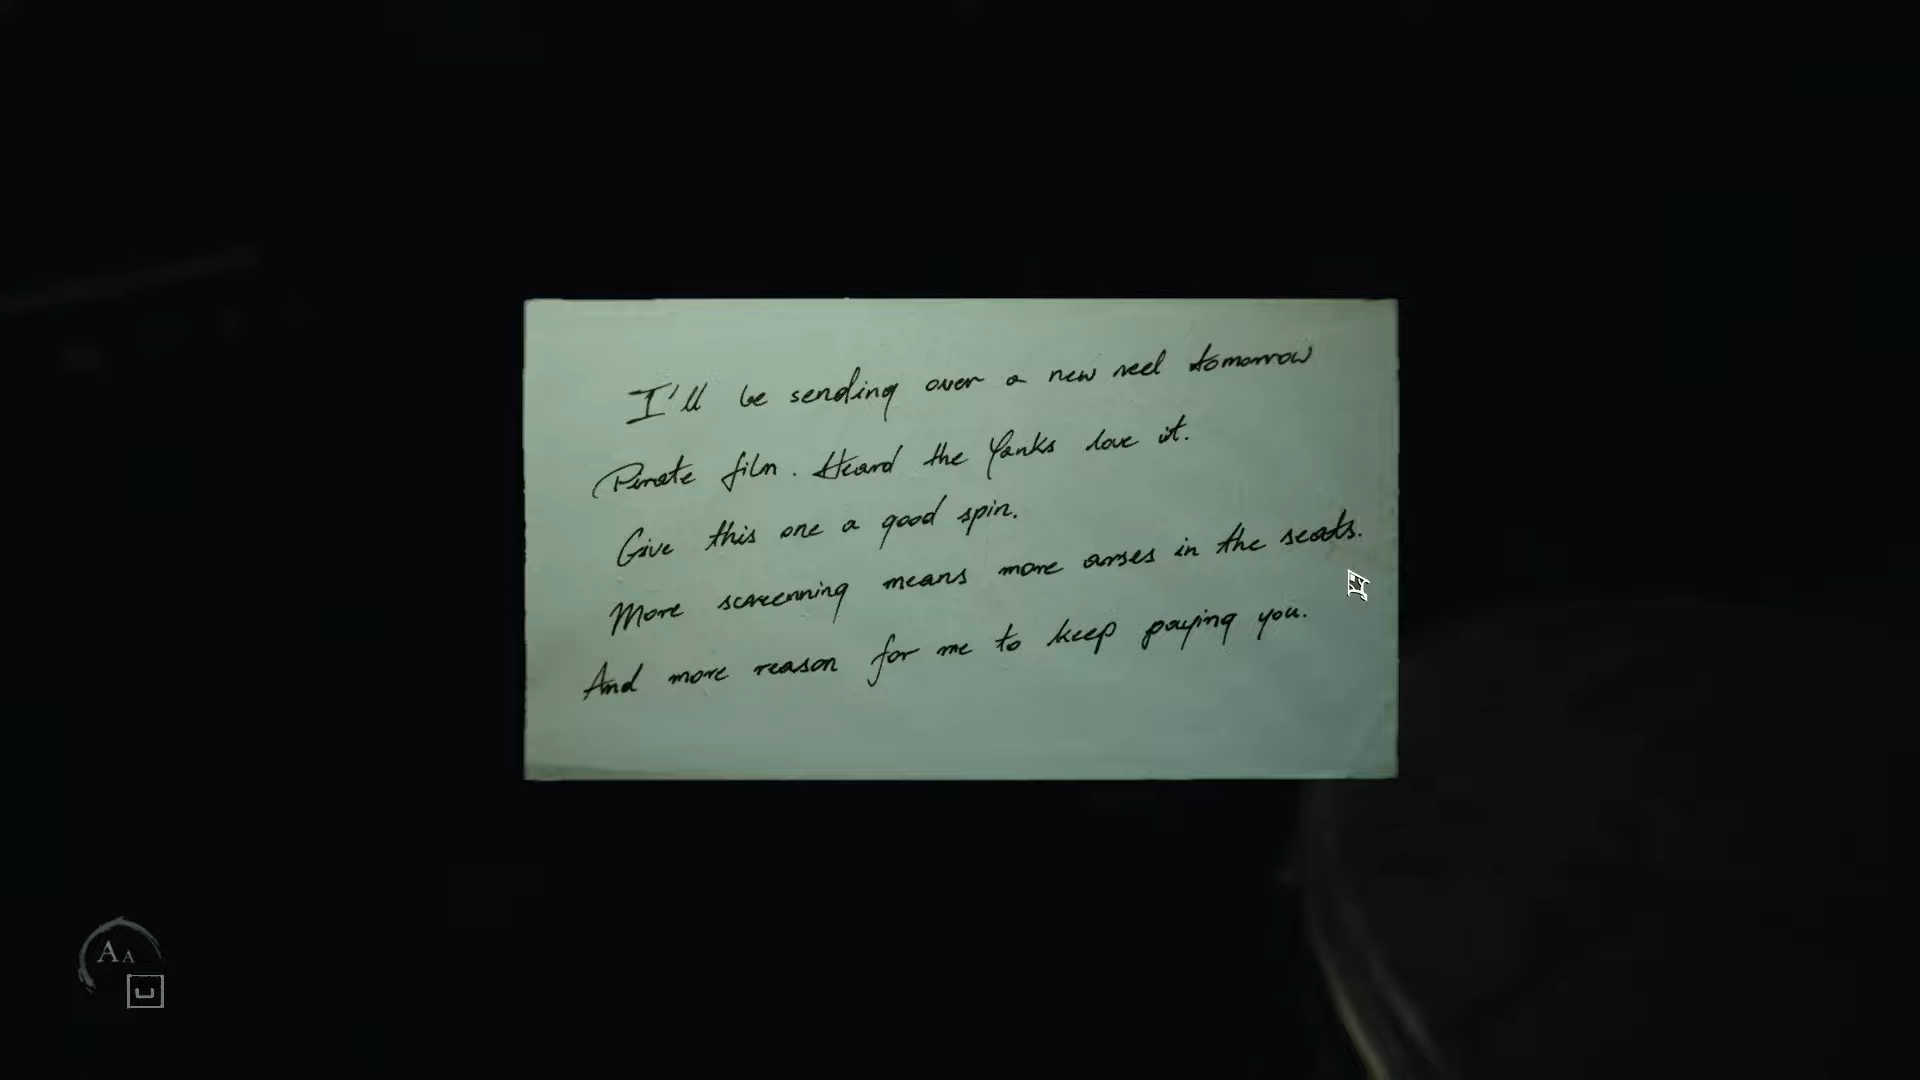 I'll be sending over a new reel tomorrow
Pirate film. Heard the Yanks love it.
Give this one a good spin.
More screenning means more arses in the seats.
And more reason for me to keep paying you.
A A